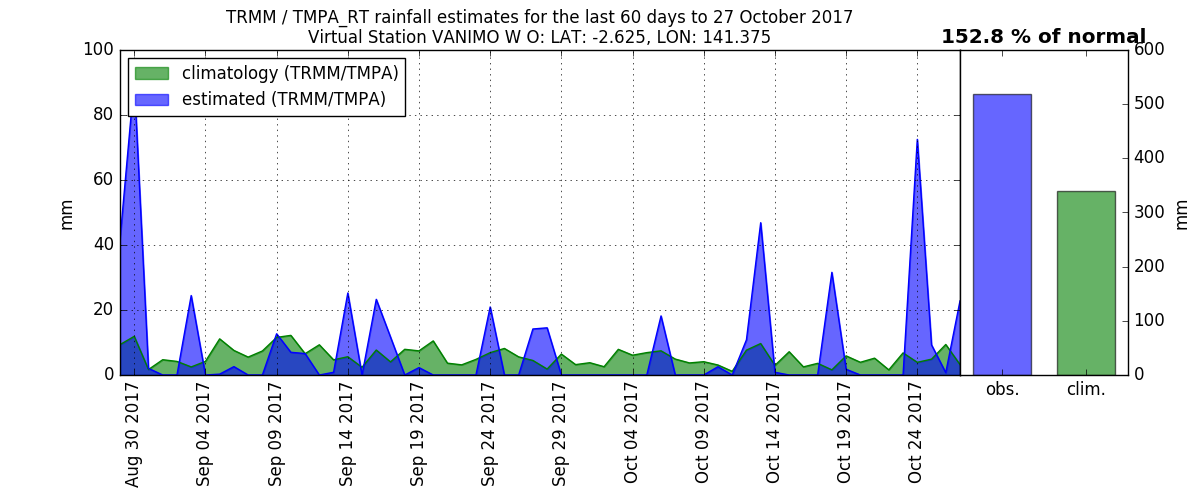 TRMM / TMPA_RT rainfall estimates for the last 60 days to 27 October 2017
Virtual Station VANIMO W O: LAT: -2.625, LON: 141.375
152.8 % of normal
climatology (TRMM/TMPA)
estimated (TRMM/TMPA)
100
80
60
40
20
0
mm
Aug 30 2017
Sep 04 2017
Sep 09 2017
Sep 14 2017
Sep 19 2017
Sep 24 2017
Sep 29 2017
Oct 04 2017
Oct 09 2017
Oct 14 2017
Oct 19 2017
Oct 24 2017
600
500
400
300
200
100
0
mm
obs.
clim.